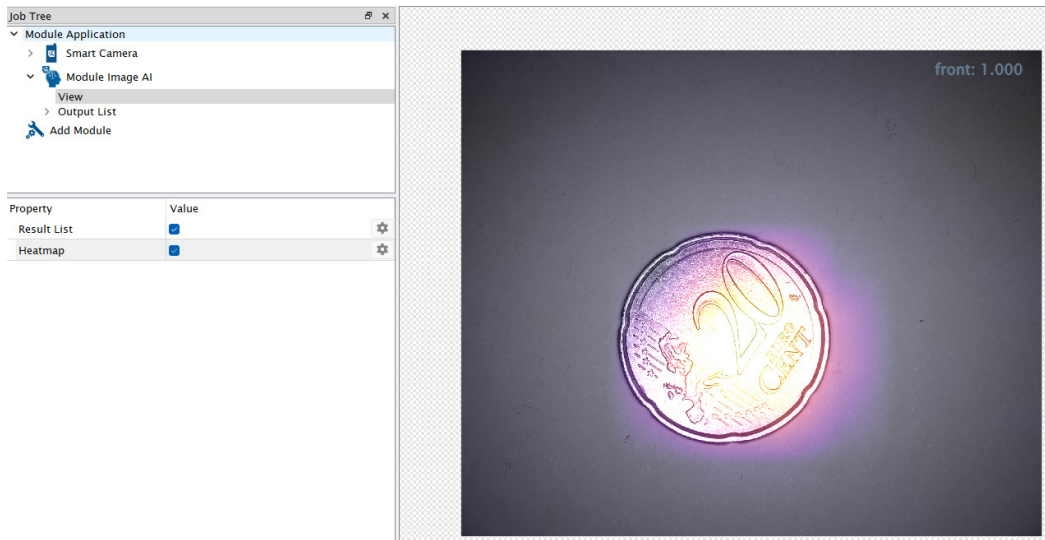 Job Tree
Module Application
Smart Camera
Module Image AI
View
Output List
Add Module
Property Value
Result List
Heatmap
front: 1.000
20
EURO
CENT